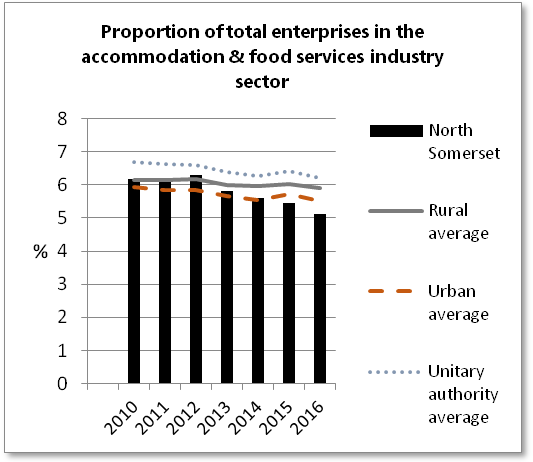 Proportion of total enterprises in the
accommodation & food services industry
sector
8
7
6
5
4
3
2
1
0
%
2010
2011
2012
2013
2014
2015
2016
North
Somerset
Rural
average
Urban
average
Unitary
authority
average